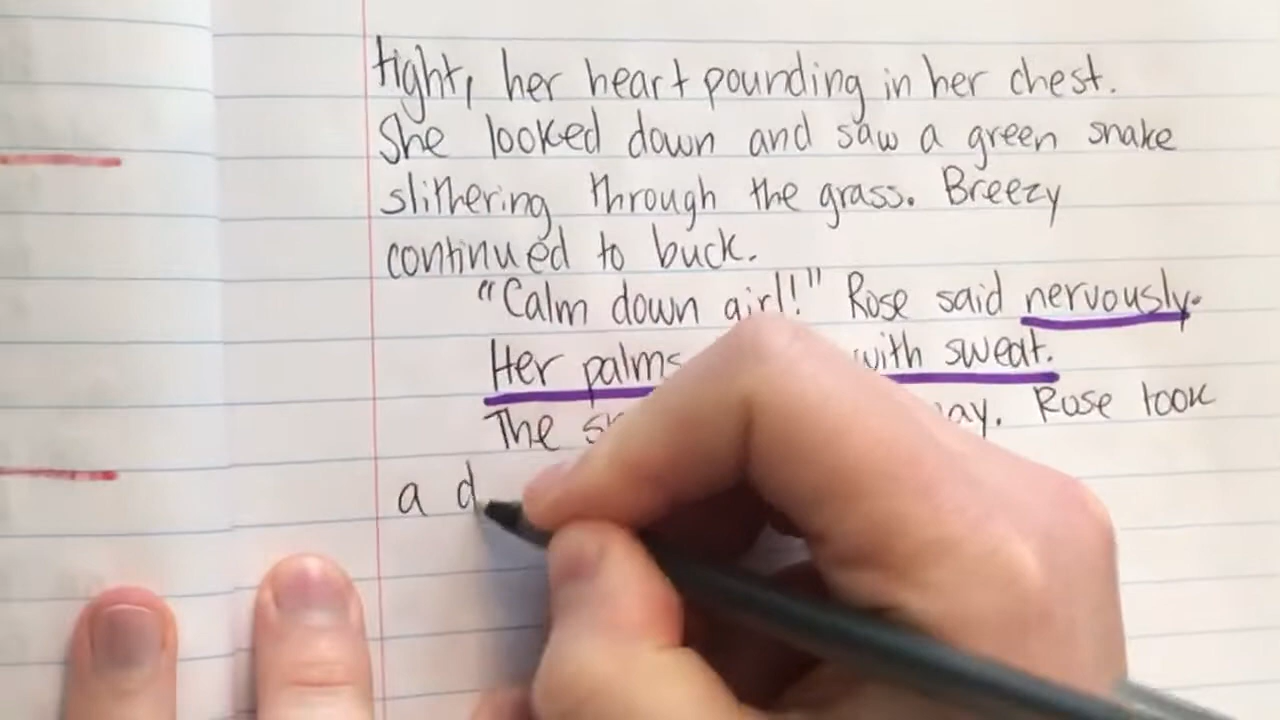 tight, her heart pounding in her chest.
She looked down and saw a green snake
slithering through the grass. Breezy
continued to buck.
"Calm down girl!" Rose said nervously.
Her palms with sweat.
The Rose took
a d